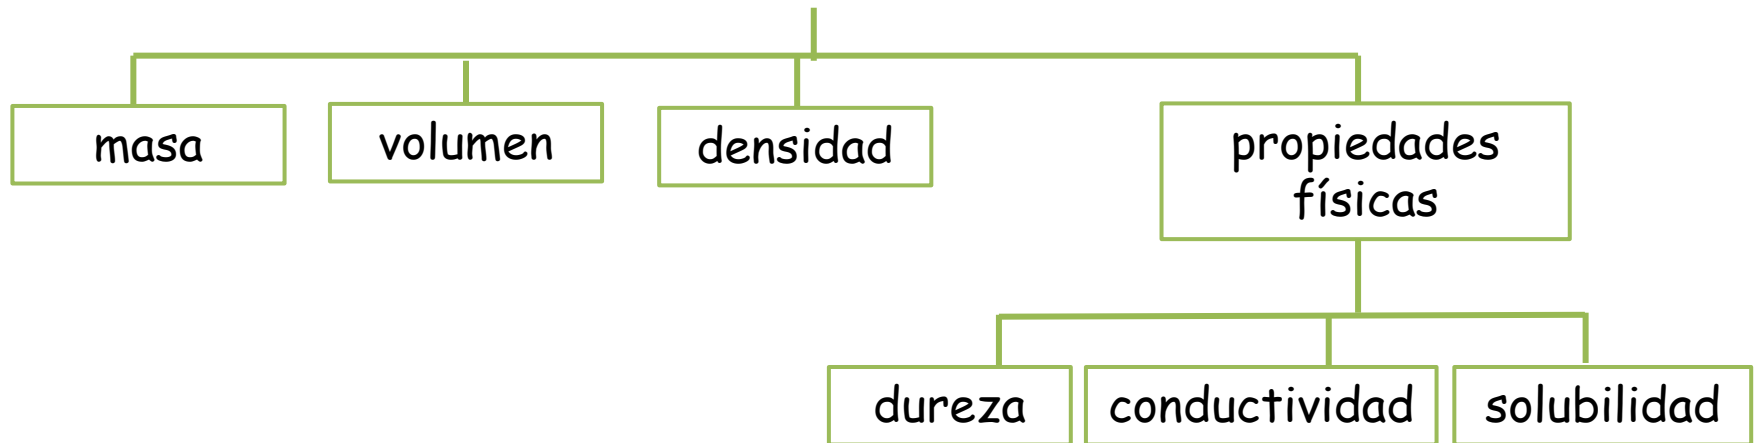 masa
volumen
densidad
propiedades
físicas
dureza
conductividad
solubilidad